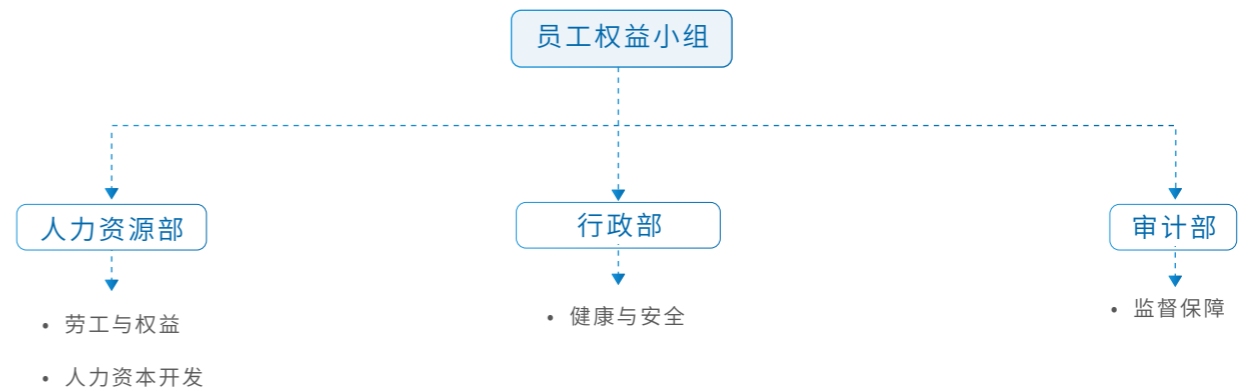 员工权益小组
人力资源部
行政部
审计部
• 劳工与权益
• 人力资本开发
• 健康与安全
• 监督保障